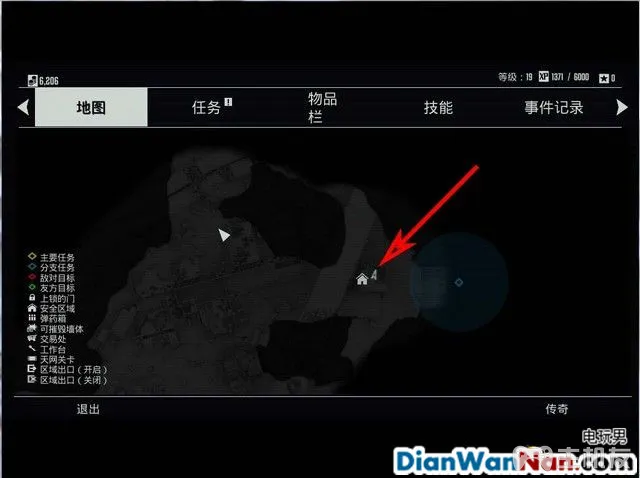 6,206
等级:19 XP 1371 / 6000 0
地图
任务
物品栏
技能
事件记录
主要任务
分支任务
敌对目标
友方目标
上锁的门
安全区域
弹药箱
可摧毁墙体
交易处
工作台
天网关卡
区域出口(开启)
区域出口(关闭)
退出
传奇
电玩男
DianWanNan.com